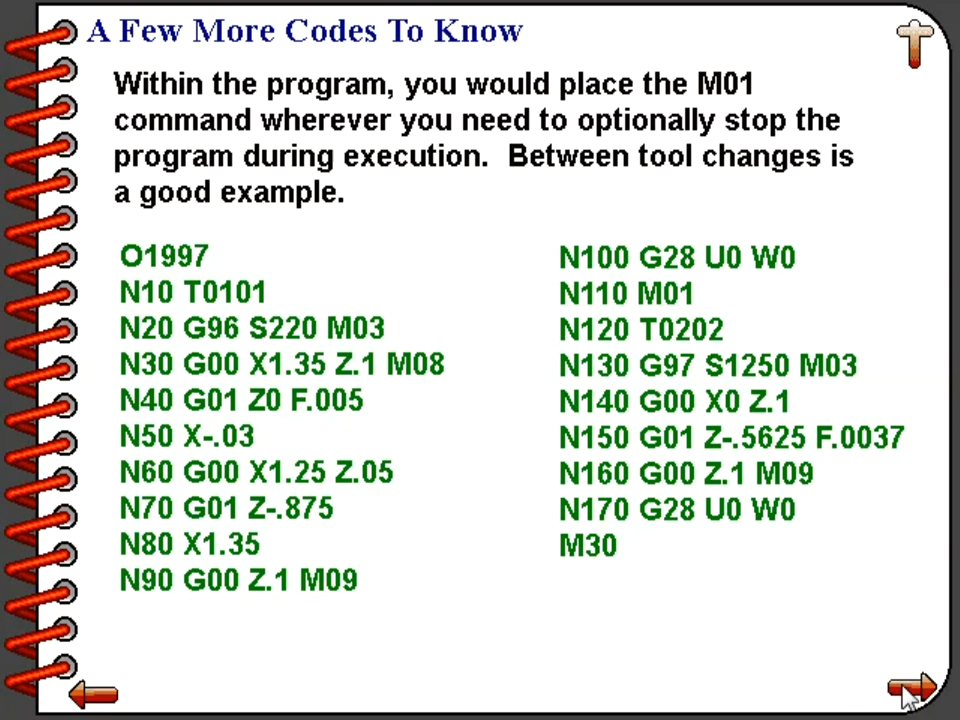 A Few More Codes To Know
Within the program, you would place the M01
command wherever you need to optionally stop the
program during execution.  Between tool changes is
a good example.
O1997
N10 T0101
N20 G96 S220 M03
N30 G00 X1.35 Z.1 M08
N40 G01 Z0 F.005
N50 X-.03
N60 G00 X1.25 Z.05
N70 G01 Z-.875
N80 X1.35
N90 G00 Z.1 M09
N100 G28 U0 W0
N110 M01
N120 T0202
N130 G97 S1250 M03
N140 G00 X0 Z.1
N150 G01 Z-.5625 F.0037
N160 G00 Z.1 M09
N170 G28 U0 W0
M30